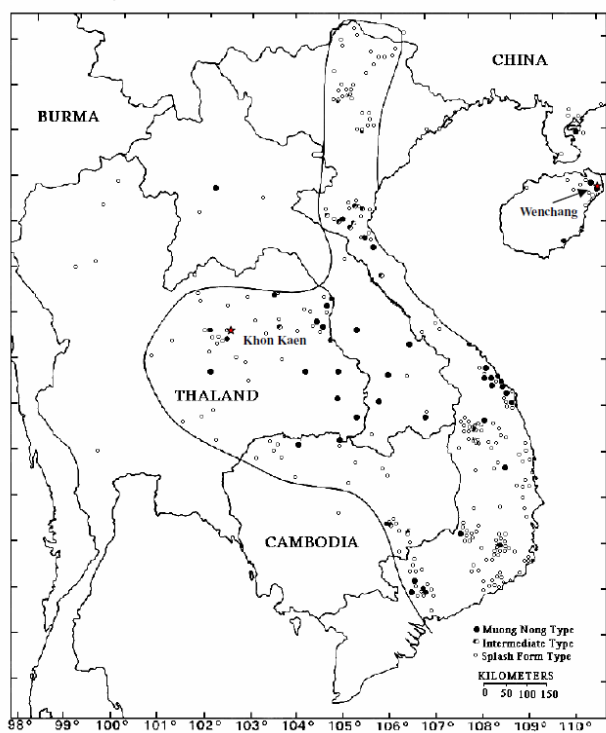 CHINA
BURMA
Wenchang
Khon Kaen
THALAND
CAMBODIA
Muong Nong Type
Intermediate Type
Splash Form Type
KILOMETERS
0 50 100 150
98° 99° 100° 101° 102° 103° 104° 105° 106° 107° 108° 109° 110°